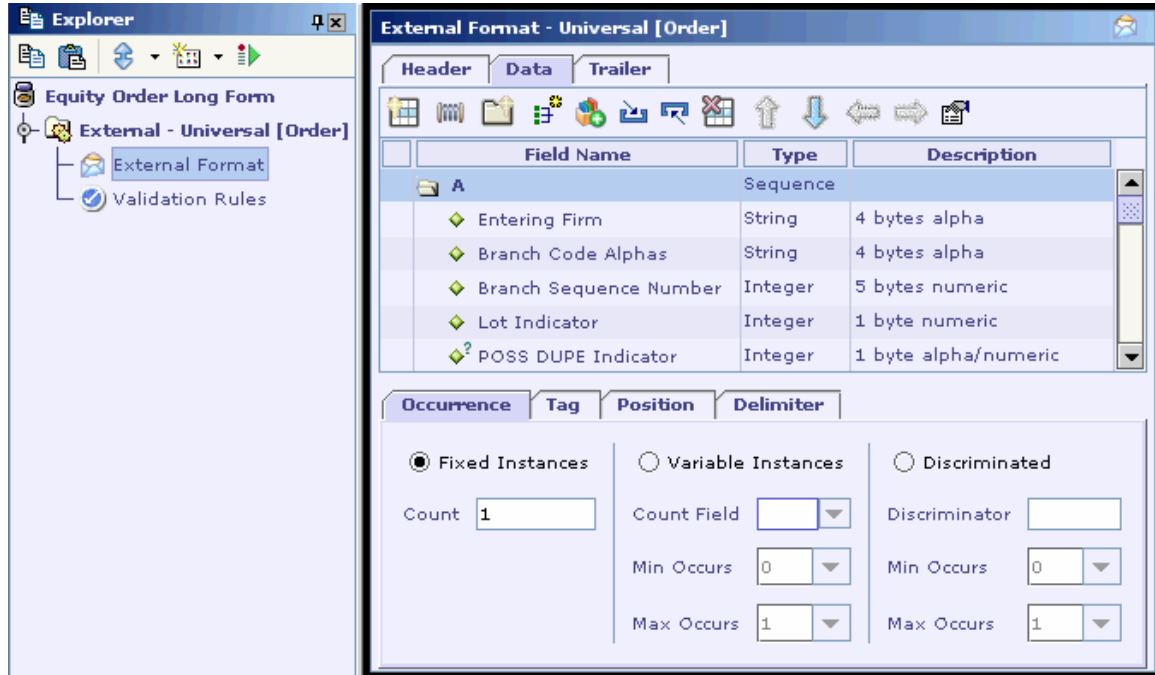 Explorer
Equity Order Long Form
External - Universal [Order]
External Format
Validation Rules
External Format - Universal [Order]
Header Data Trailer
Field Name Type Description
A Sequence
Entering Firm String 4 bytes alpha
Branch Code Alphas String 4 bytes alpha
Branch Sequence Number Integer 5 bytes numeric
Lot Indicator Integer 1 byte numeric
? POSS DUPE Indicator Integer 1 byte alpha/numeric
Occurrence Tag Position Delimiter
Fixed Instances Variable Instances Discriminated
Count 1 Count Field Discriminator
Min Occurs 0 Min Occurs 0
Max Occurs 1 Max Occurs 1